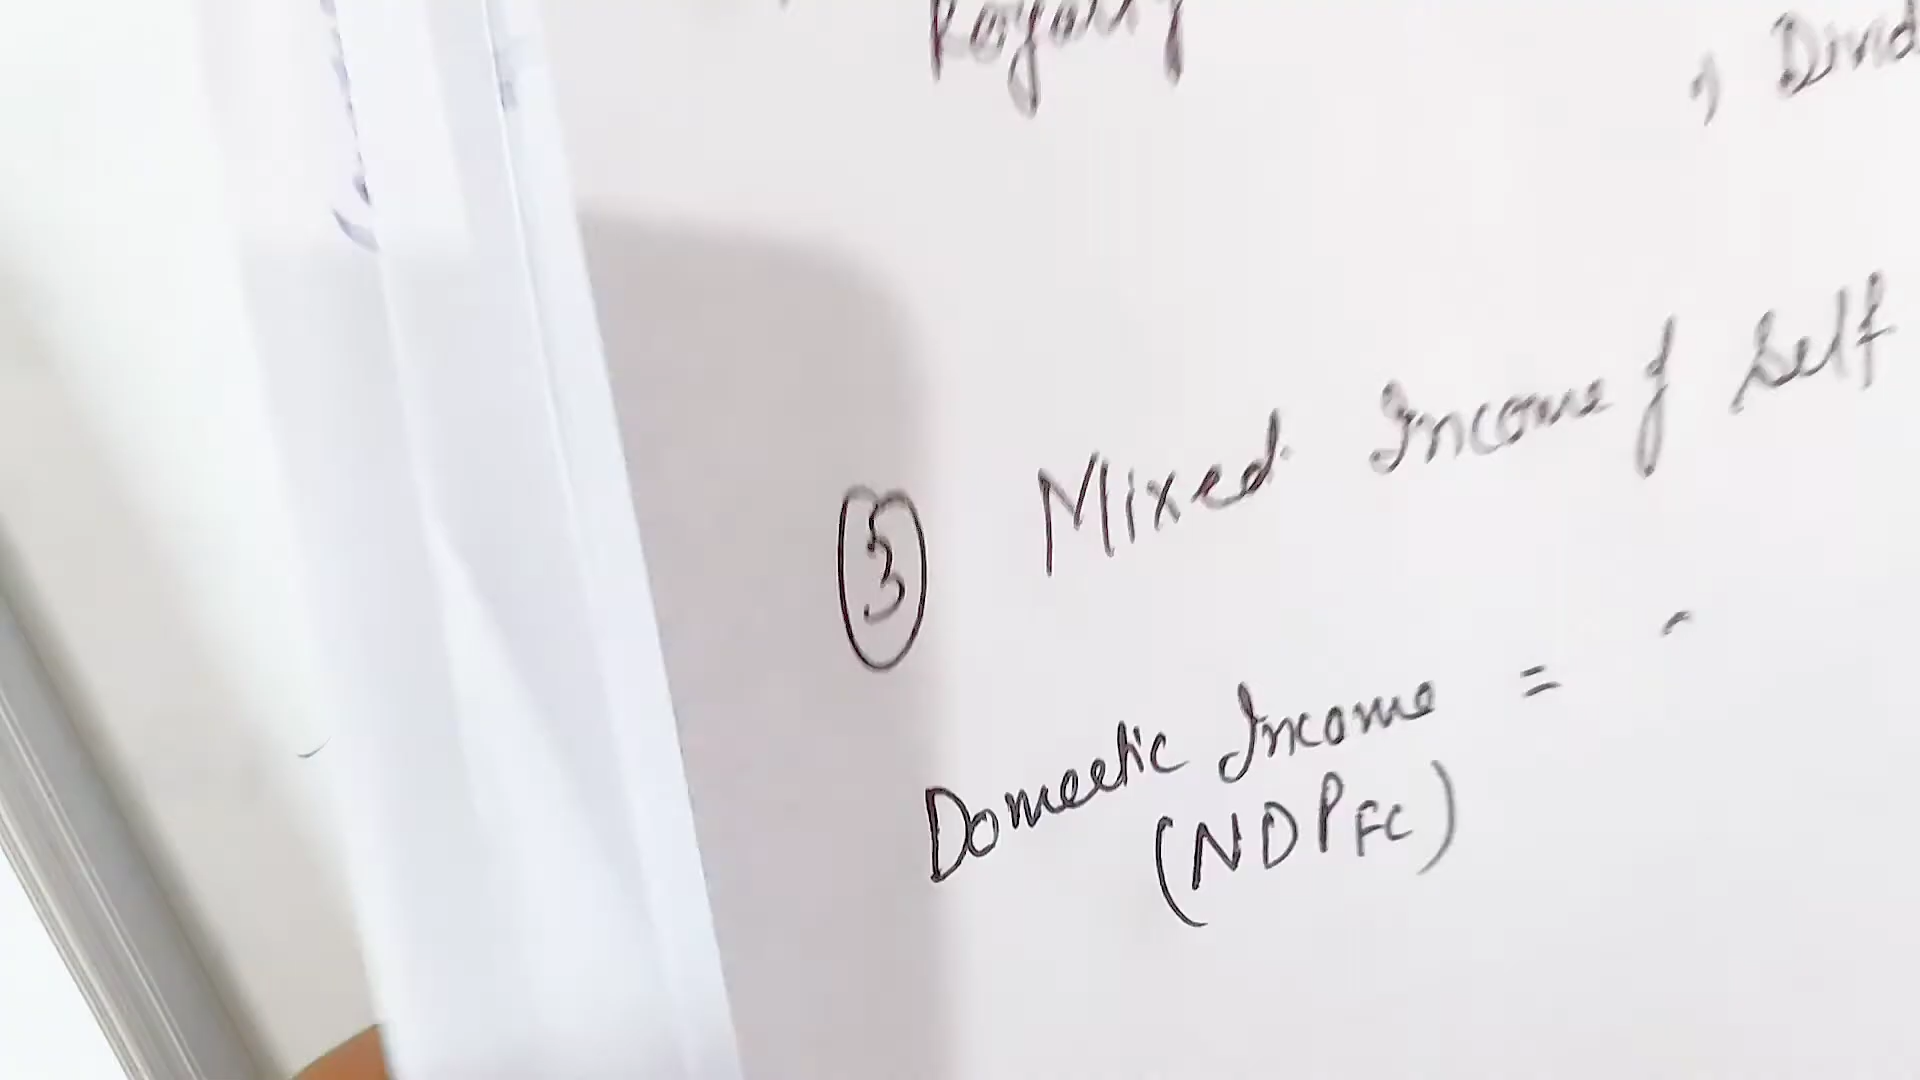 Royalty
, Divid
③ Mixed Income of Self
Domestic Income =
(NDPFC)